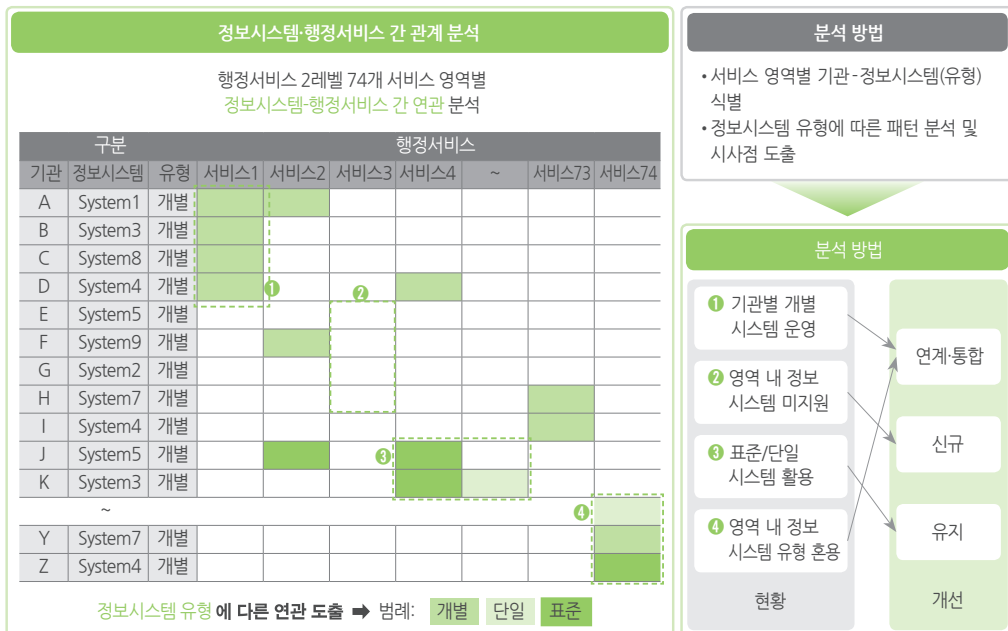 정보시스템·행정서비스 간 관계 분석
행정서비스 2레벨 74개 서비스 영역별
정보시스템-행정서비스 간 연관 분석
구분 행정서비스
기관 정보시스템 유형 서비스1 서비스2 서비스3 서비스4 ~ 서비스73 서비스74
A System1 개별
B System3 개별
C System8 개별
D System4 개별 ❶ ❷
E System5 개별
F System9 개별
G System2 개별
H System7 개별
I System4 개별
J System5 개별 ❸
K System3 개별
~ ❹
Y System7 개별
Z System4 개별
정보시스템 유형에 다른 연관 도출 ➡ 범례: 개별 단일 표준
분석 방법
• 서비스 영역별 기관-정보시스템(유형)
식별
• 정보시스템 유형에 따른 패턴 분석 및
시사점 도출
분석 방법
❶ 기관별 개별
시스템 운영
❷ 영역 내 정보
시스템 미지원
❸ 표준/단일
시스템 활용
❹ 영역 내 정보
시스템 유형 혼용
현황
연계·통합
신규
유지
개선